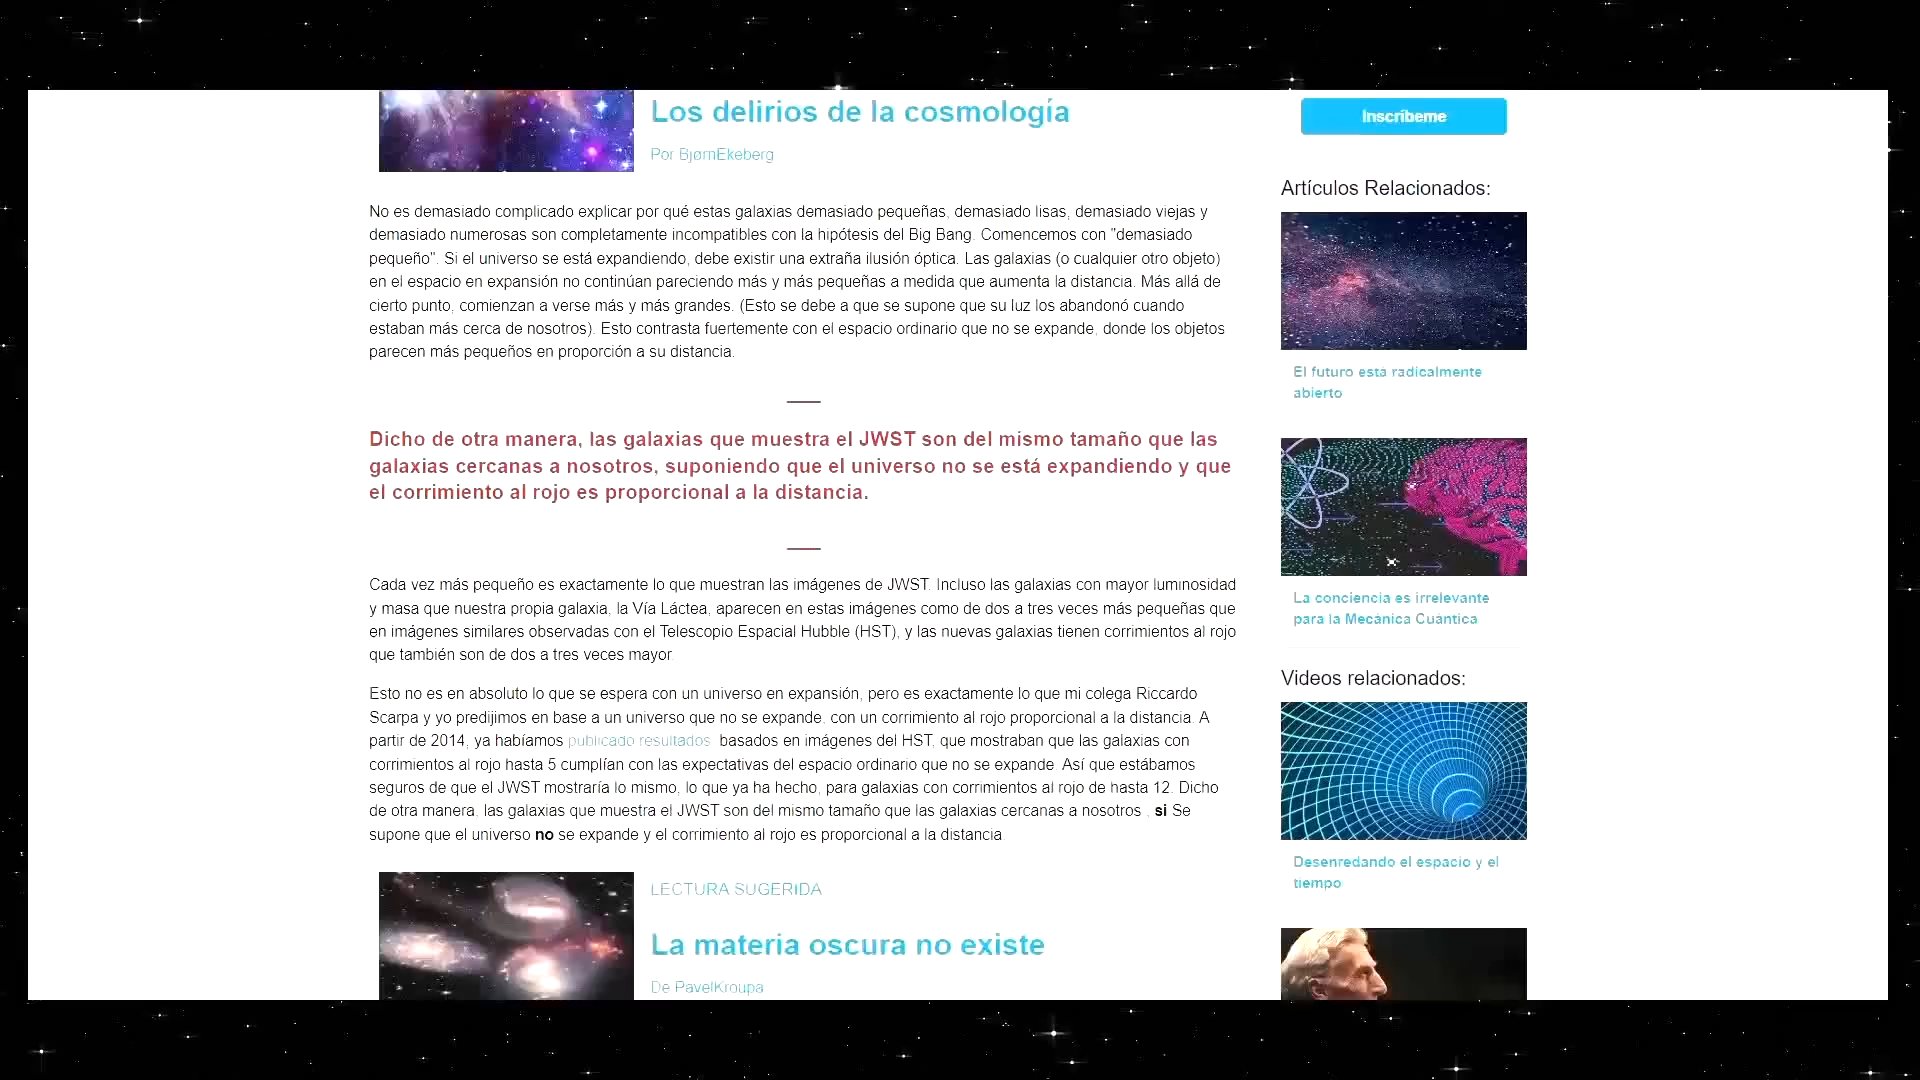 Los delirios de la cosmología
Por BjørnEkeberg
No es demasiado complicado explicar por qué estas galaxias demasiado pequeñas, demasiado lisas, demasiado viejas y
demasiado numerosas son completamente incompatibles con la hipótesis del Big Bang. Comencemos con "demasiado
pequeño". Si el universo se está expandiendo, debe existir una extraña ilusión óptica. Las galaxias (o cualquier otro objeto)
en el espacio en expansión no continúan pareciendo más y más pequeñas a medida que aumenta la distancia. Más allá de
cierto punto, comienzan a verse más y más grandes. (Esto se debe a que se supone que su luz los abandonó cuando
estaban más cerca de nosotros). Esto contrasta fuertemente con el espacio ordinario que no se expande, donde los objetos
parecen más pequeños en proporción a su distancia.
Dicho de otra manera, las galaxias que muestra el JWST son del mismo tamaño que las
galaxias cercanas a nosotros, suponiendo que el universo no se está expandiendo y que
el corrimiento al rojo es proporcional a la distancia.
Cada vez más pequeño es exactamente lo que muestran las imágenes de JWST. Incluso las galaxias con mayor luminosidad
y masa que nuestra propia galaxia, la Vía Láctea, aparecen en estas imágenes como de dos a tres veces más pequeñas que
en imágenes similares observadas con el Telescopio Espacial Hubble (HST), y las nuevas galaxias tienen corrimientos al rojo
que también son de dos a tres veces mayor.
Esto no es en absoluto lo que se espera con un universo en expansión, pero es exactamente lo que mi colega Riccardo
Scarpa y yo predijimos en base a un universo que no se expande, con un corrimiento al rojo proporcional a la distancia. A
partir de 2014, ya habíamos publicado resultados basados en imágenes del HST, que mostraban que las galaxias con
corrimientos al rojo hasta 5 cumplían con las expectativas del espacio ordinario que no se expande. Así que estábamos
seguros de que el JWST mostraría lo mismo, lo que ya ha hecho, para galaxias con corrimientos al rojo de hasta 12. Dicho
de otra manera, las galaxias que muestra el JWST son del mismo tamaño que las galaxias cercanas a nosotros , si Se
supone que el universo no se expande y el corrimiento al rojo es proporcional a la distancia.
LECTURA SUGERIDA
La materia oscura no existe
De PavelKroupa
Inscríbeme
Artículos Relacionados:
El futuro está radicalmente
abierto
La conciencia es irrelevante
para la Mecánica Cuántica
Videos relacionados:
Desenredando el espacio y el
tiempo